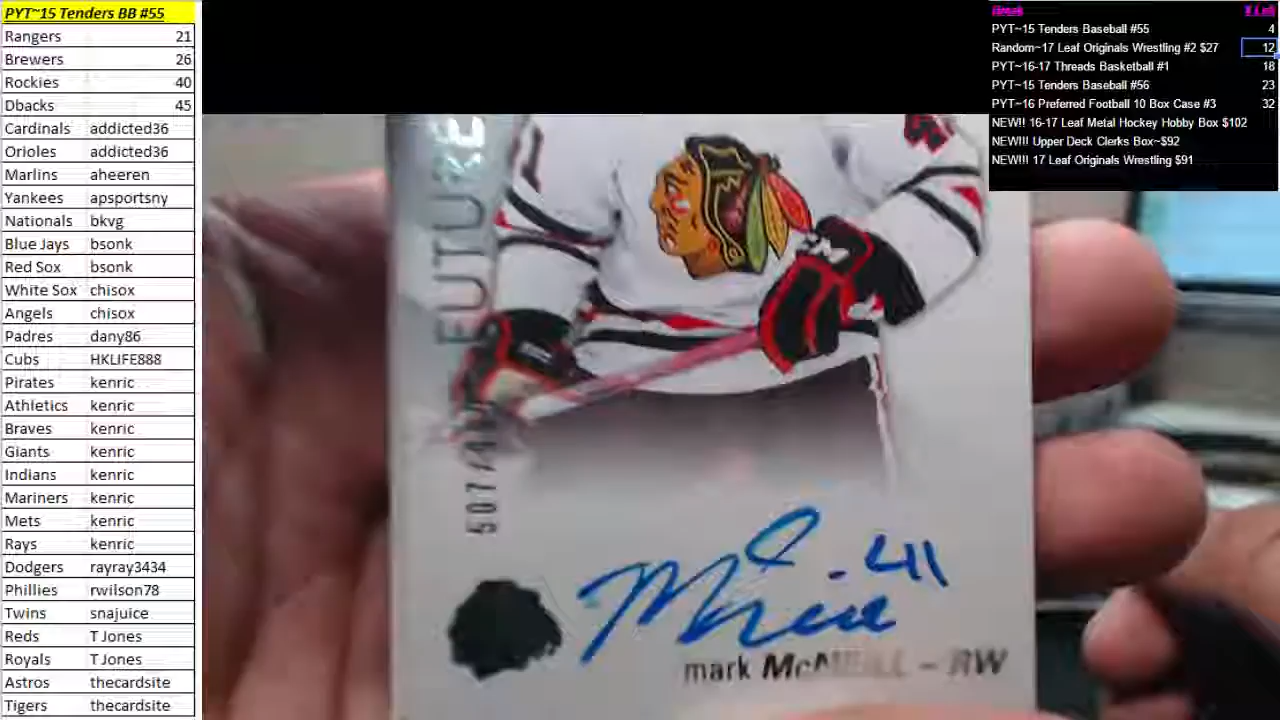 PYT~15 Tenders BB #55
Rangers 21
Brewers 26
Rockies 40
Dbacks 45
Cardinals addicted36
Orioles addicted36
Marlins aheeren
Yankees apsportsny
Nationals bkvg
Blue Jays bsonk
Red Sox bsonk
White Sox chisox
Angels chisox
Padres dany86
Cubs HKLIFE888
Pirates kenric
Athletics kenric
Braves kenric
Giants kenric
Indians kenric
Mariners kenric
Mets kenric
Rays kenric
Dodgers rayray3434
Phillies rwilson78
Twins snajuice
Reds T Jones
Royals T Jones
Astros thecardsite
Tigers thecardsite
FUTURE
41
mark McNEILL - RW
Break
PYT~15 Tenders Baseball #55 4
Random~17 Leaf Originals Wrestling #2 $27 12
PYT~16-17 Threads Basketball #1 18
PYT~15 Tenders Baseball #56 23
PYT~16 Preferred Football 10 Box Case #3 32
NEW!! 16-17 Leaf Metal Hockey Hobby Box $102
NEW!!! Upper Deck Clerks Box~$92
NEW!!! 17 Leaf Originals Wrestling $91